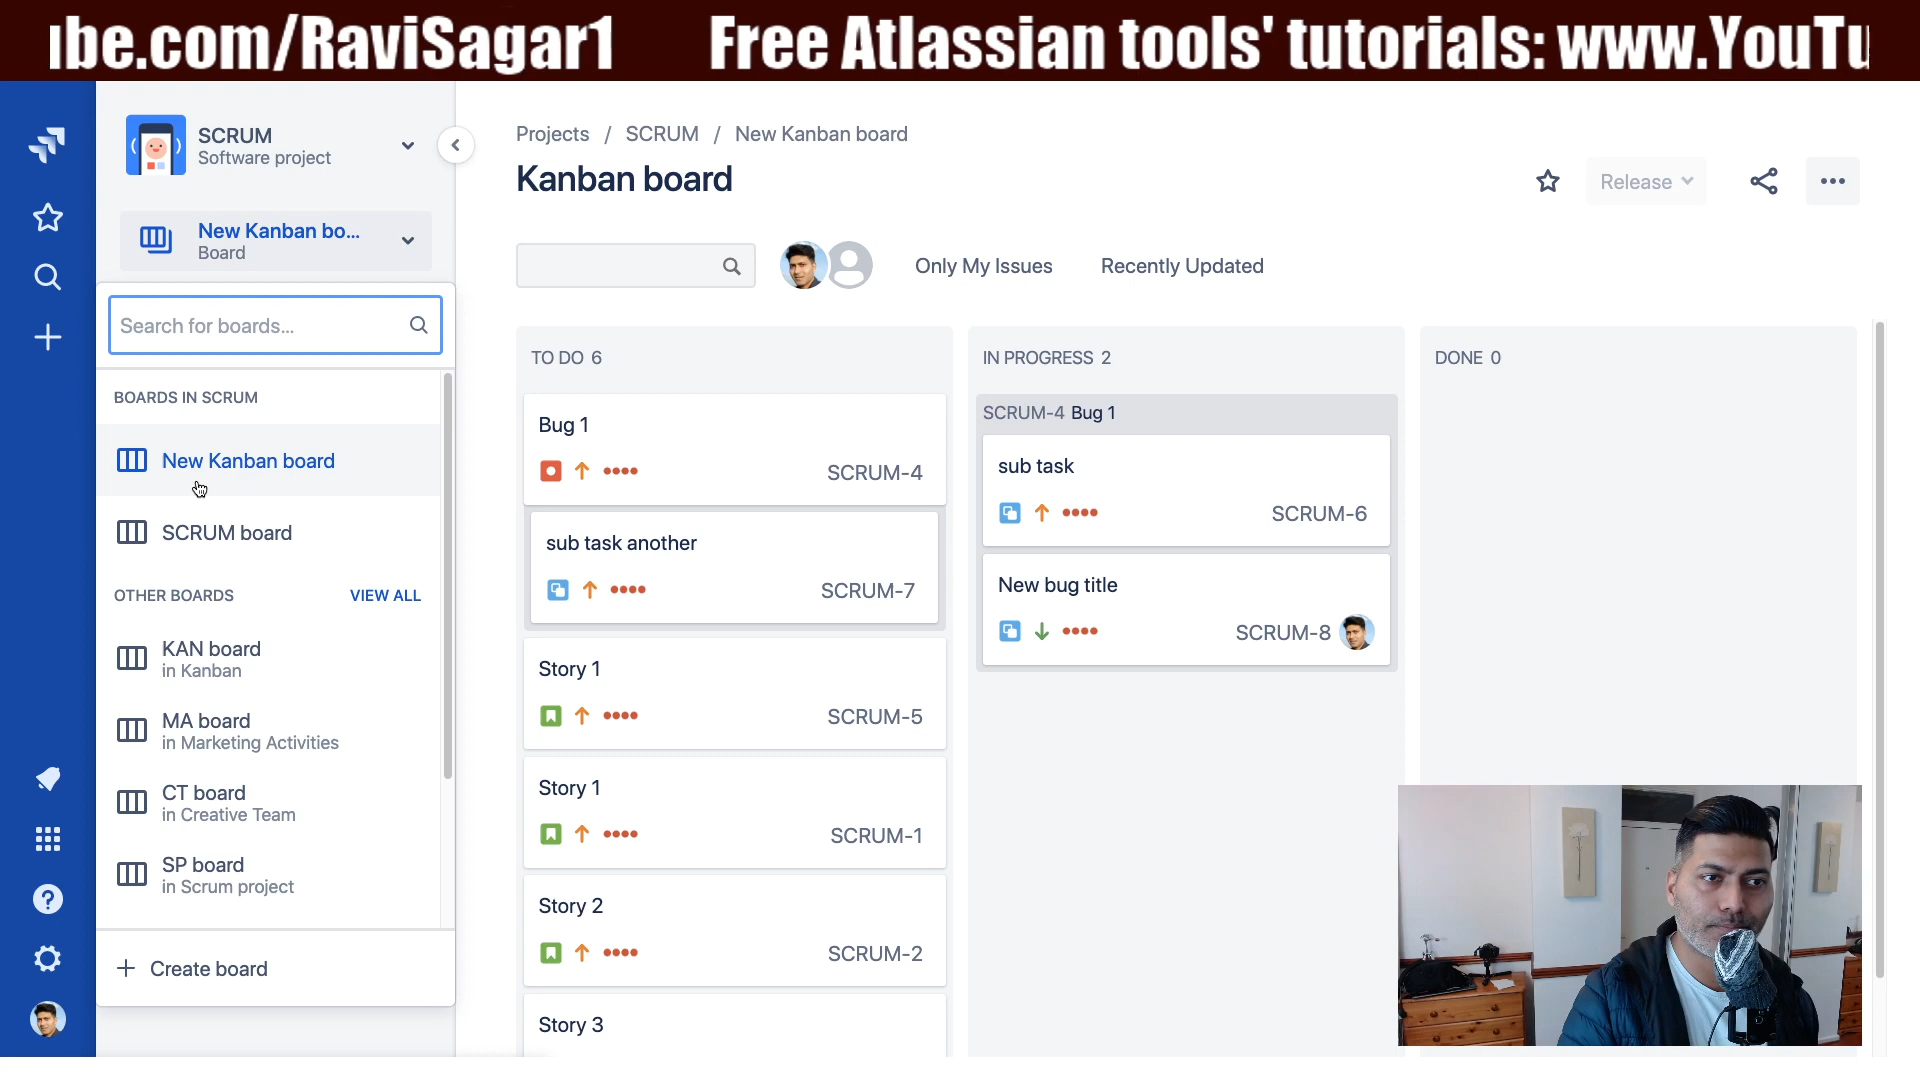 ıbe.com/RaviSagar1 Free Atlassian tools' tutorials: www.YouTu
SCRUM
Software project
New Kanban bo...
Board
Search for boards...
BOARDS IN SCRUM
New Kanban board
SCRUM board
OTHER BOARDS VIEW ALL
KAN board
in Kanban
MA board
in Marketing Activities
CT board
in Creative Team
SP board
in Scrum project
+ Create board
Projects / SCRUM / New Kanban board
Kanban board
Release
Only My Issues Recently Updated
TO DO 6
Bug 1
SCRUM-4
sub task another
SCRUM-7
Story 1
SCRUM-5
Story 1
SCRUM-1
Story 2
SCRUM-2
Story 3
IN PROGRESS 2
SCRUM-4 Bug 1
sub task
SCRUM-6
New bug title
SCRUM-8
DONE 0